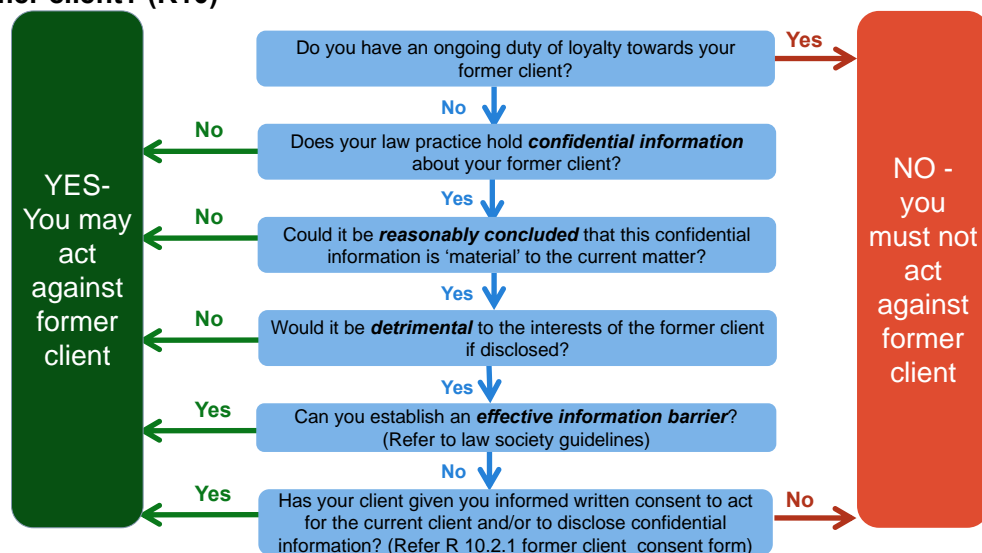 Do you have an ongoing duty of loyalty towards your
former client?
Yes
No
No
Does your law practice hold confidential information
about your former client?
Yes
No
Could it be reasonably concluded that this confidential
information is ‘material’ to the current matter?
Yes
No
Would it be detrimental to the interests of the former client
if disclosed?
Yes
Yes
Can you establish an effective information barrier?
(Refer to law society guidelines)
No
Yes
Has your client given you informed written consent to act
for the current client and/or to disclose confidential
information? (Refer R 10.2.1 former client consent form)
No
YES-
You may
act
against
former
client
NO -
you
must not
act
against
former
client